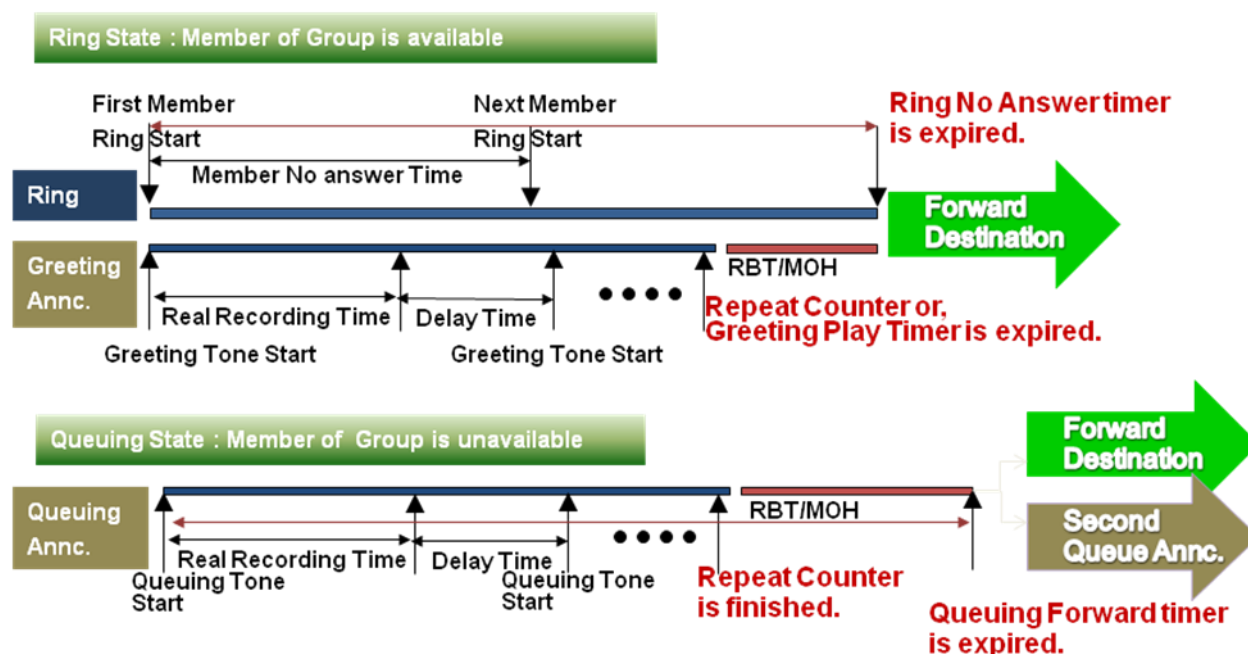 Ring State : Member of Group is available
First Member
Ring Start
Next Member
Ring Start
Ring No Answer timer
is expired.
Member No answer Time
Ring
Forward
Destination
Greeting
Annc.
RBT/MOH
Real Recording Time
Delay Time
Repeat Counter or,
Greeting Play Timer is expired.
Greeting Tone Start
Greeting Tone Start
Queuing State : Member of Group is unavailable
Forward
Destination
Queuing
Annc.
RBT/MOH
Second
Queue Annc.
Real Recording Time
Delay Time
Queuing Tone
Start
Queuing Tone
Start
Repeat Counter
is finished.
Queuing Forward timer
is expired.